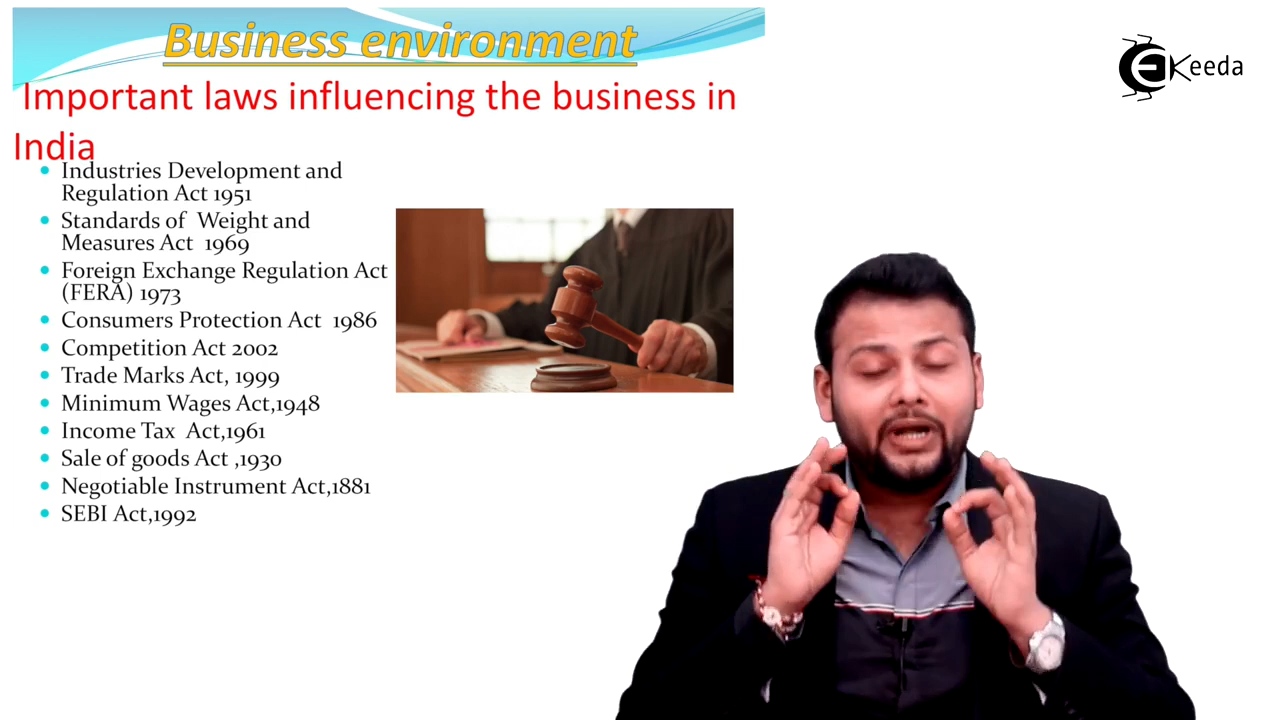 Business environment
Important laws influencing the business in
India
Industries Development and
Regulation Act 1951
Standards of Weight and
Measures Act 1969
Foreign Exchange Regulation Act
(FERA) 1973
Consumers Protection Act 1986
Competition Act 2002
Trade Marks Act, 1999
Minimum Wages Act,1948
Income Tax Act,1961
Sale of goods Act ,1930
Negotiable Instrument Act,1881
SEBI Act,1992
EKeeda